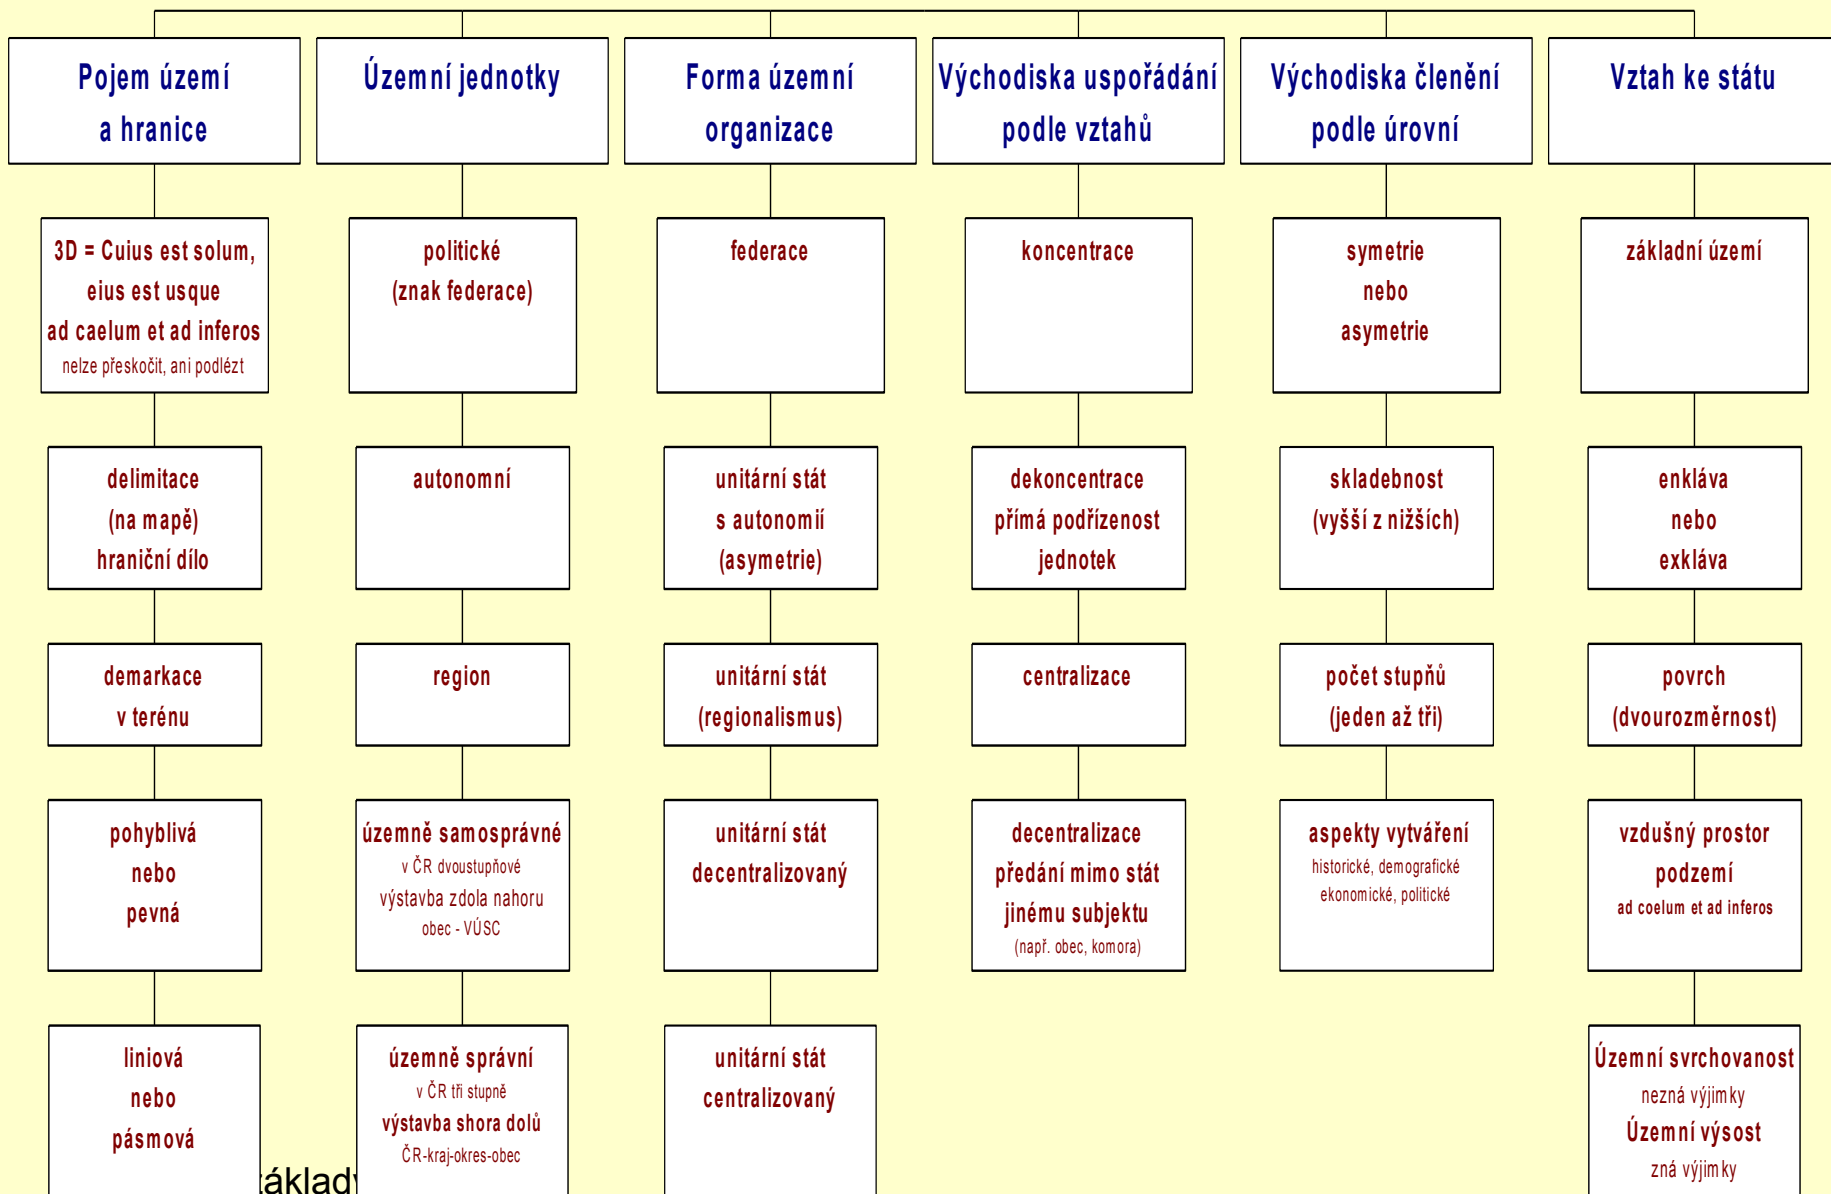 Pojem území
a hranice
3D = Cuius est solum,
eius est usque
ad caelum et ad inferos
nelze přeskočit, ani podlézt
delimitace
(na mapě)
hraniční dílo
demarkace
v terénu
pohyblivá
nebo
pevná
liniová
nebo
pásmová
Územní jednotky
politické
(znak federace)
autonomní
region
územně samosprávné
v ČR dvoustupňové
výstavba zdola nahoru
obec - VÚSC
územně správní
v ČR tři stupně
výstavba shora dolů
ČR-kraj-okres-obec
Forma územní
organizace
federace
unitární stát
s autonomií
(asymetrie)
unitární stát
(regionalismus)
unitární stát
decentralizovaný
unitární stát
centralizovaný
Východiska uspořádání
podle vztahů
koncentrace
dekoncentrace
přímá podřízenost
jednotek
centralizace
decentralizace
předání mimo stát
jinému subjektu
(např. obec, komora)
Východiska členění
podle úrovní
symetrie
nebo
asymetrie
skladebnost
(vyšší z nižších)
počet stupňů
(jeden až tři)
aspekty vytváření
historické, demografické
ekonomické, politické
Vztah ke státu
základní území
enkláva
nebo
exkláva
povrch
(dvourozměrnost)
vzdušný prostor
podzemí
ad coelum et ad inferos
Územní svrchovanost
nezná výjimky
Územní výsost
zná výjimky